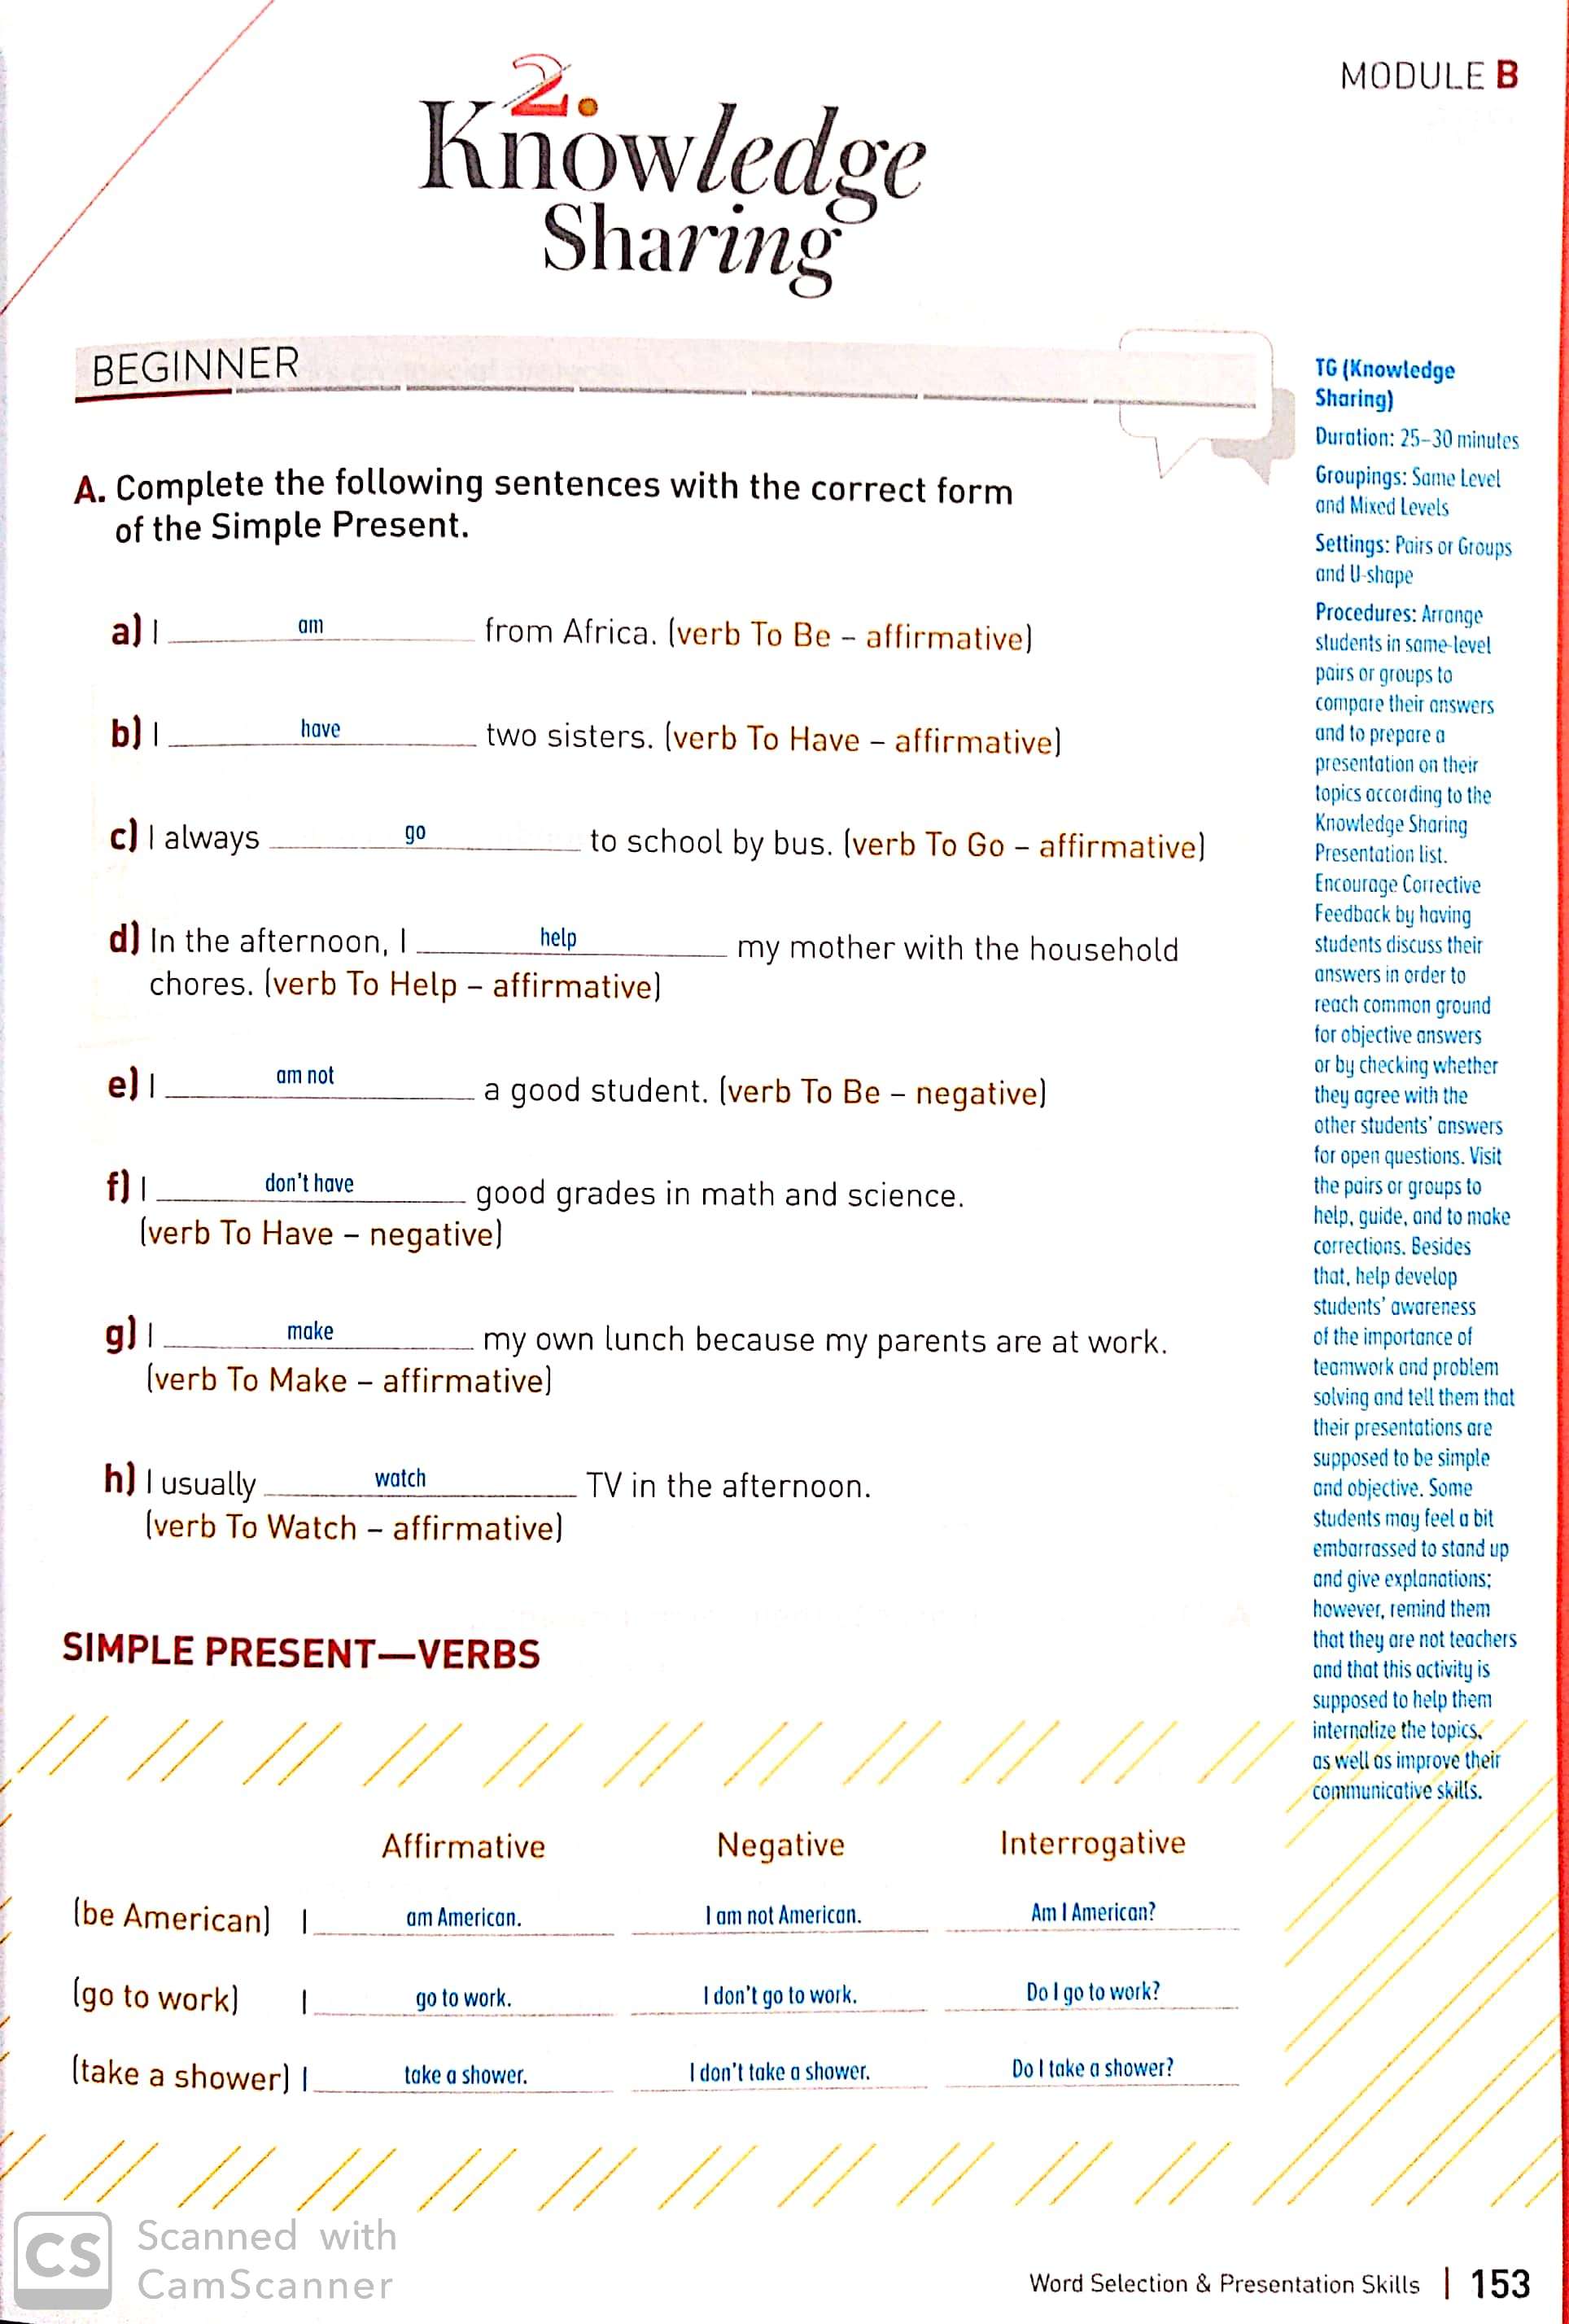 MODULE B
2.
Knowledge
Sharing
BEGINNER
A. Complete the following sentences with the correct form
of the Simple Present.
a) I am from Africa. (verb To Be – affirmative)
b) I have two sisters. (verb To Have – affirmative)
c) I always go to school by bus. (verb To Go – affirmative)
d) In the afternoon, I help my mother with the household
chores. (verb To Help – affirmative)
e) I am not a good student. (verb To Be – negative)
f) I don't have good grades in math and science.
(verb To Have – negative)
g) I make my own lunch because my parents are at work.
(verb To Make – affirmative)
h) I usually watch TV in the afternoon.
(verb To Watch – affirmative)
SIMPLE PRESENT—VERBS
Affirmative Negative Interrogative
(be American) I am American. I am not American. Am I American?
(go to work) I go to work. I don't go to work. Do I go to work?
(take a shower) I take a shower. I don't take a shower. Do I take a shower?
TG (Knowledge
Sharing)
Duration: 25–30 minutes
Groupings: Same Level
and Mixed Levels
Settings: Pairs or Groups
and U-shape
Procedures: Arrange
students in same-level
pairs or groups to
compare their answers
and to prepare a
presentation on their
topics according to the
Knowledge Sharing
Presentation list.
Encourage Corrective
Feedback by having
students discuss their
answers in order to
reach common ground
for objective answers
or by checking whether
they agree with the
other students' answers
for open questions. Visit
the pairs or groups to
help, guide, and to make
corrections. Besides
that, help develop
students' awareness
of the importance of
teamwork and problem
solving and tell them that
their presentations are
supposed to be simple
and objective. Some
students may feel a bit
embarrassed to stand up
and give explanations;
however, remind them
that they are not teachers
and that this activity is
supposed to help them
internalize the topics,
as well as improve their
communicative skills.
CS Scanned with
CamScanner
Word Selection & Presentation Skills | 153